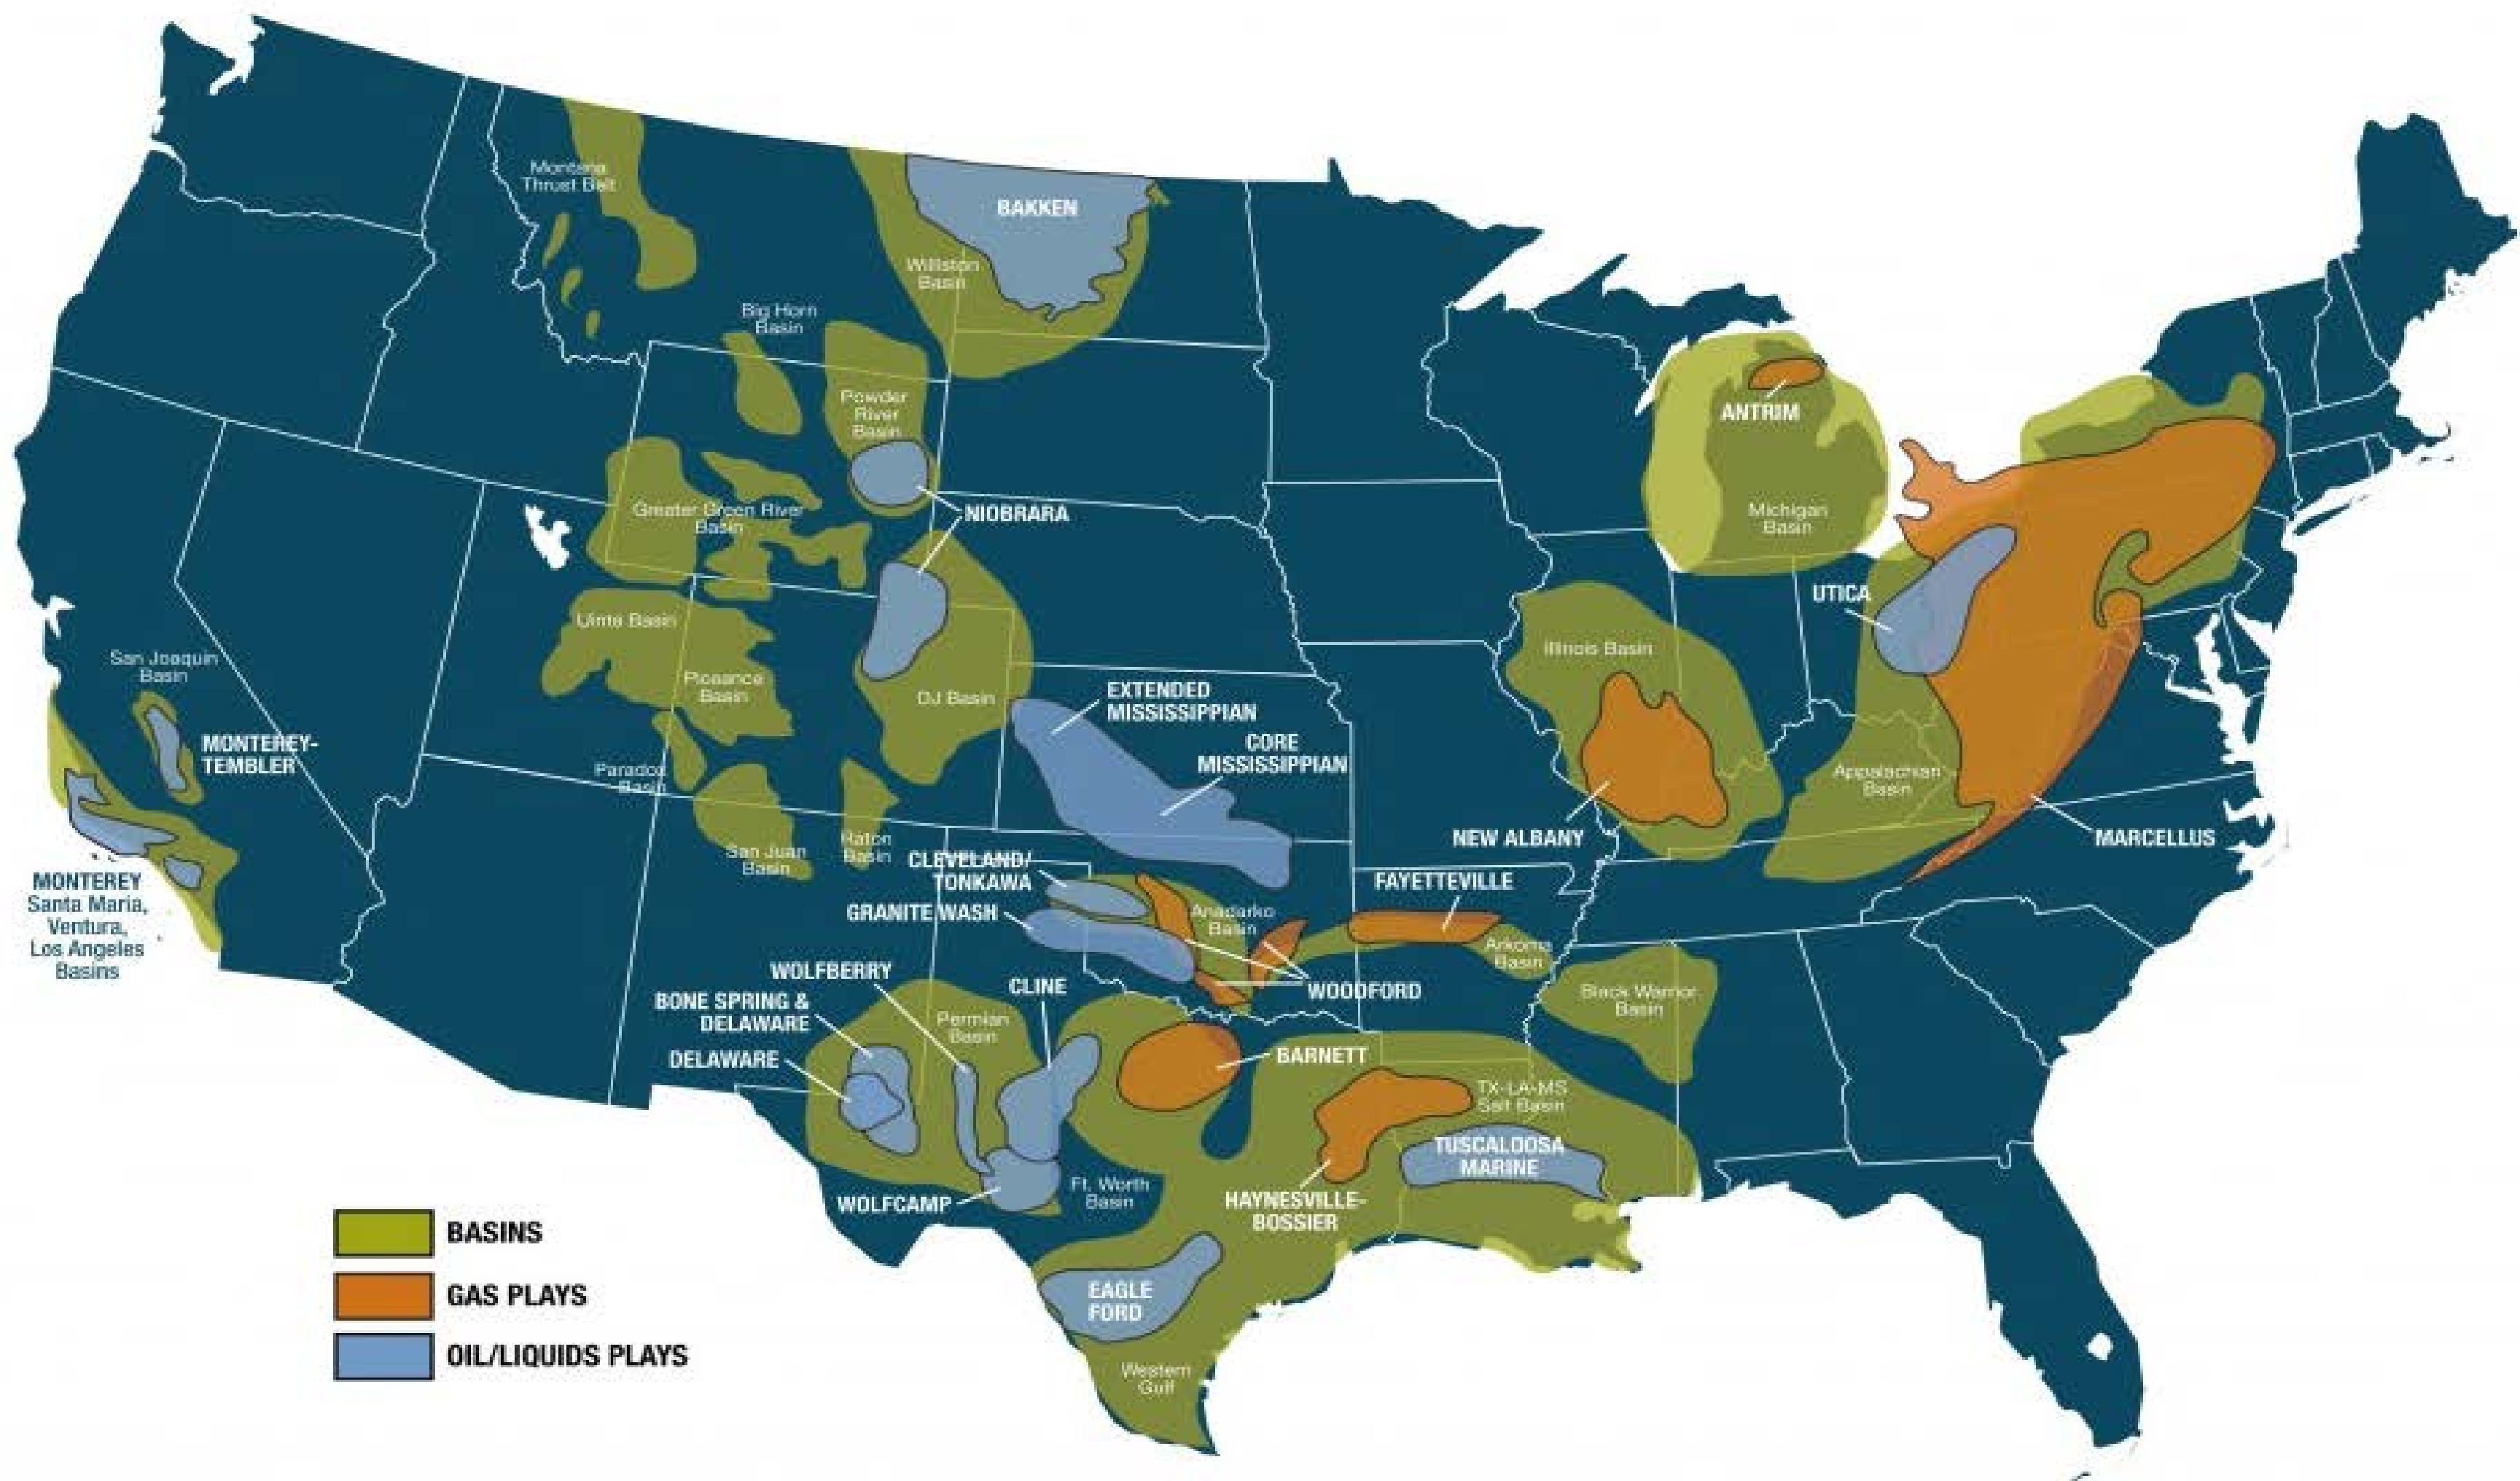 Montana
Thrust Belt
BAKKEN
Williston
Basin
Big Horn
Basin
Powder
River
Basin
ANTRIM
Michigan
Basin
Greater Green River
Basin
NIOBRARA
UTICA
Uinta Basin
Illinois Basin
San Joaquin
Basin
Piceance
Basin
DJ Basin
EXTENDED
MISSISSIPPIAN
MONTEREY-
TEMBLER
CORE
MISSISSIPPIAN
Paradox
Basin
Appalachian
Basin
NEW ALBANY
MARCELLUS
San Juan
Basin
Raton
Basin
CLEVELAND/
TONKAWA
FAYETTEVILLE
MONTEREY
Santa Maria,
Ventura,
Los Angeles
Basins
GRANITE WASH
Anadarko
Basin
Arkoma
Basin
WOLFBERRY
CLINE
WOODFORD
Black Warrior
Basin
BONE SPRING &
DELAWARE
Permian
Basin
DELAWARE
BARNETT
TX-LA-MS
Salt Basin
TUSCALOOSA
MARINE
WOLFCAMP
Ft. Worth
Basin
HAYNESVILLE-
BOSSIER
EAGLE
FORD
Western
Gulf
BASINS
GAS PLAYS
OIL/LIQUIDS PLAYS